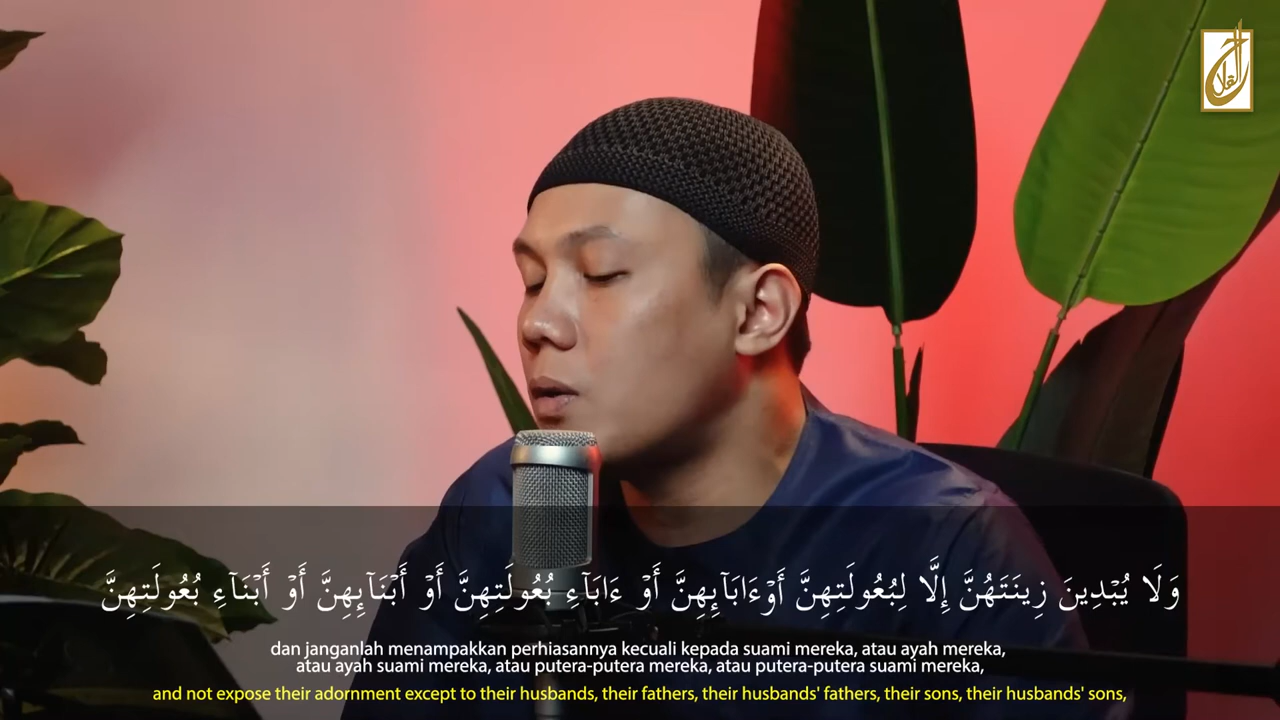 وَلَا يُبْدِينَ زِينَتَهُنَّ إِلَّا لِبُعُولَتِهِنَّ أَوْءَابَآئِهِنَّ أَوْ ءَابَآءِ بُعُولَتِهِنَّ أَوْ أَبْنَآئِهِنَّ أَوْ أَبْنَآءِ بُعُولَتِهِنَّ
dan janganlah menampakkan perhiasannya kecuali kepada suami mereka, atau ayah mereka,
atau ayah suami mereka, atau putera-putera mereka, atau putera-putera suami mereka,
and not expose their adornment except to their husbands, their fathers, their husbands' fathers, their sons, their husbands' sons,